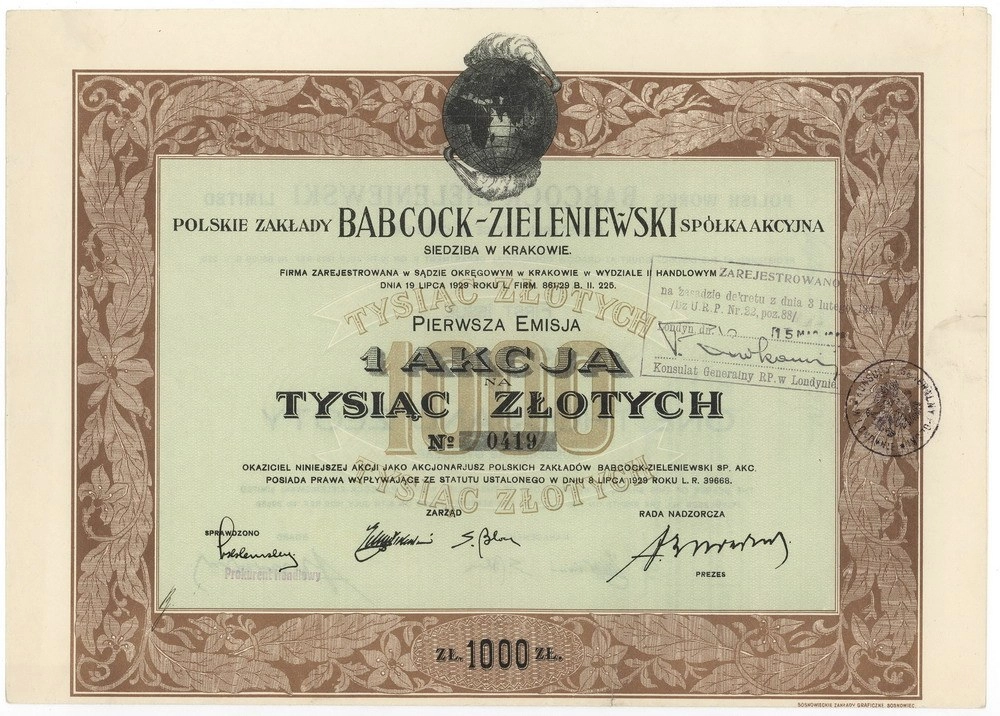 POLSKIE ZAKŁADY BABCOCK-ZIELENIEWSKI SPÓŁKA AKCYJNA
SIEDZIBA W KRAKOWIE.
FIRMA ZAREJESTROWANA w SĄDZIE OKRĘGOWYM w KRAKOWIE w WYDZIALE II HANDLOWYM
DNIA 19 LIPCA 1929 ROKU L. FIRM. 861/29 B. II. 225.
ZAREJESTROWANO
na zasadzie dekretu z dnia 3 lutego
/Dz U.R.P. Nr.22, poz.88/
Londyn, dn.
Konsulat Generalny RP. w Londynie
TYSIĄC ZŁOTYCH
PIERWSZA EMISJA
1000
1 AKCJA
NA
TYSIĄC ZŁOTYCH
No 0419
TYSIĄC ZŁOTYCH
OKAZICIEL NINIEJSZEJ AKCJI JAKO AKCJONARJUSZ POLSKICH ZAKŁADÓW BABCOCK-ZIELENIEWSKI SP. AKC.
POSIADA PRAWA WYPŁYWAJĄCE ZE STATUTU USTALONEGO W DNIU 8 LIPCA 1929 ROKU L. R. 39668.
SPRAWDZONO
ZARZĄD
RADA NADZORCZA
Prokurent Handlowy
PREZES
ZŁ. 1000 ZŁ.
SOSNOWIECKIE ZAKŁADY GRAFICZNE, SOSNOWIEC.